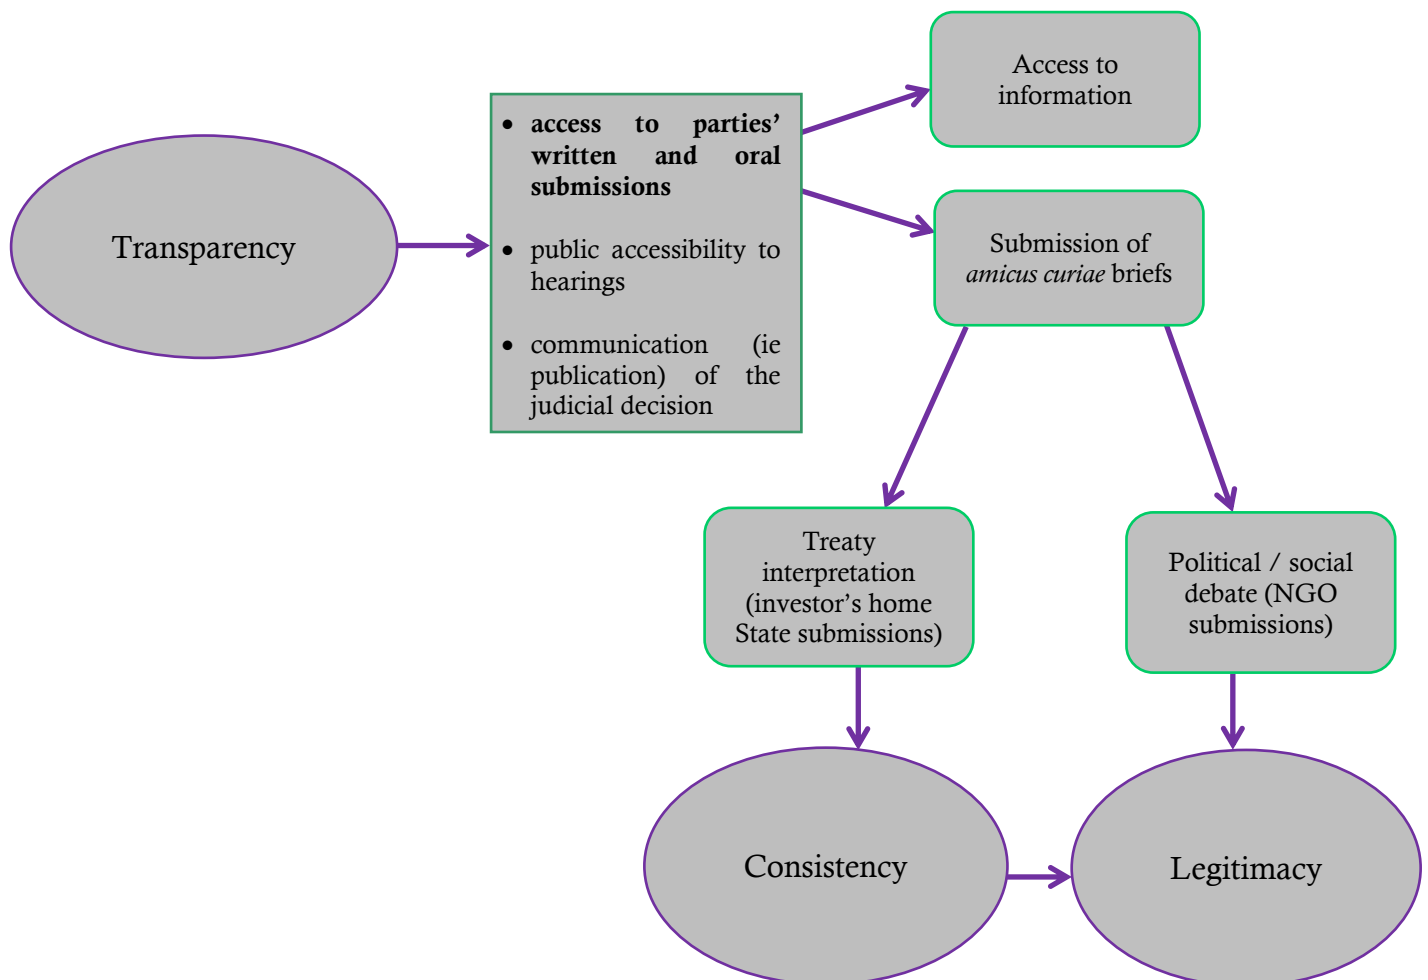 Transparency
• access to parties’
written and oral
submissions
• public accessibility to
hearings
• communication (ie
publication) of the
judicial decision
Access to
information
Submission of
amicus curiae briefs
Treaty
interpretation
(investor’s home
State submissions)
Political / social
debate (NGO
submissions)
Consistency
Legitimacy